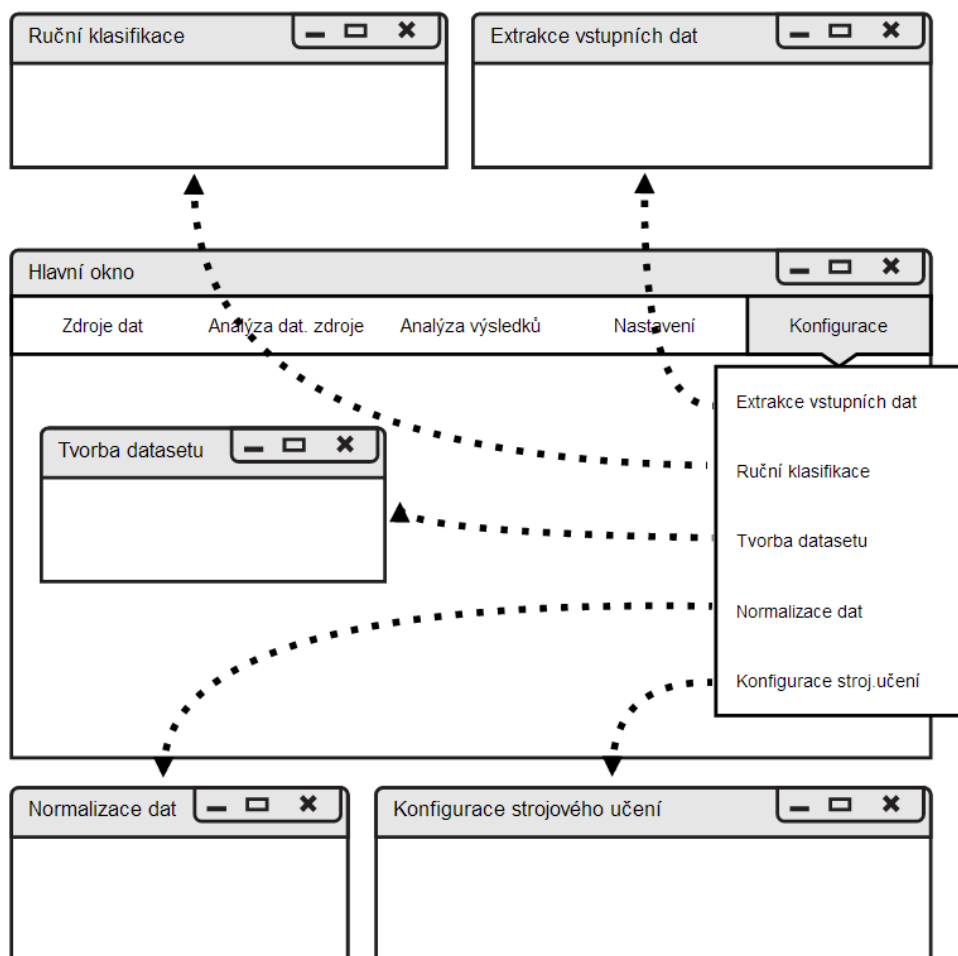 Ruční klasifikace
Extrakce vstupních dat
Hlavní okno
Zdroje dat
Analýza dat. zdroje
Analýza výsledků
Nastavení
Konfigurace
Extrakce vstupních dat
Ruční klasifikace
Tvorba datasetu
Normalizace dat
Konfigurace stroj.učení
Tvorba datasetu
Normalizace dat
Konfigurace strojového učení